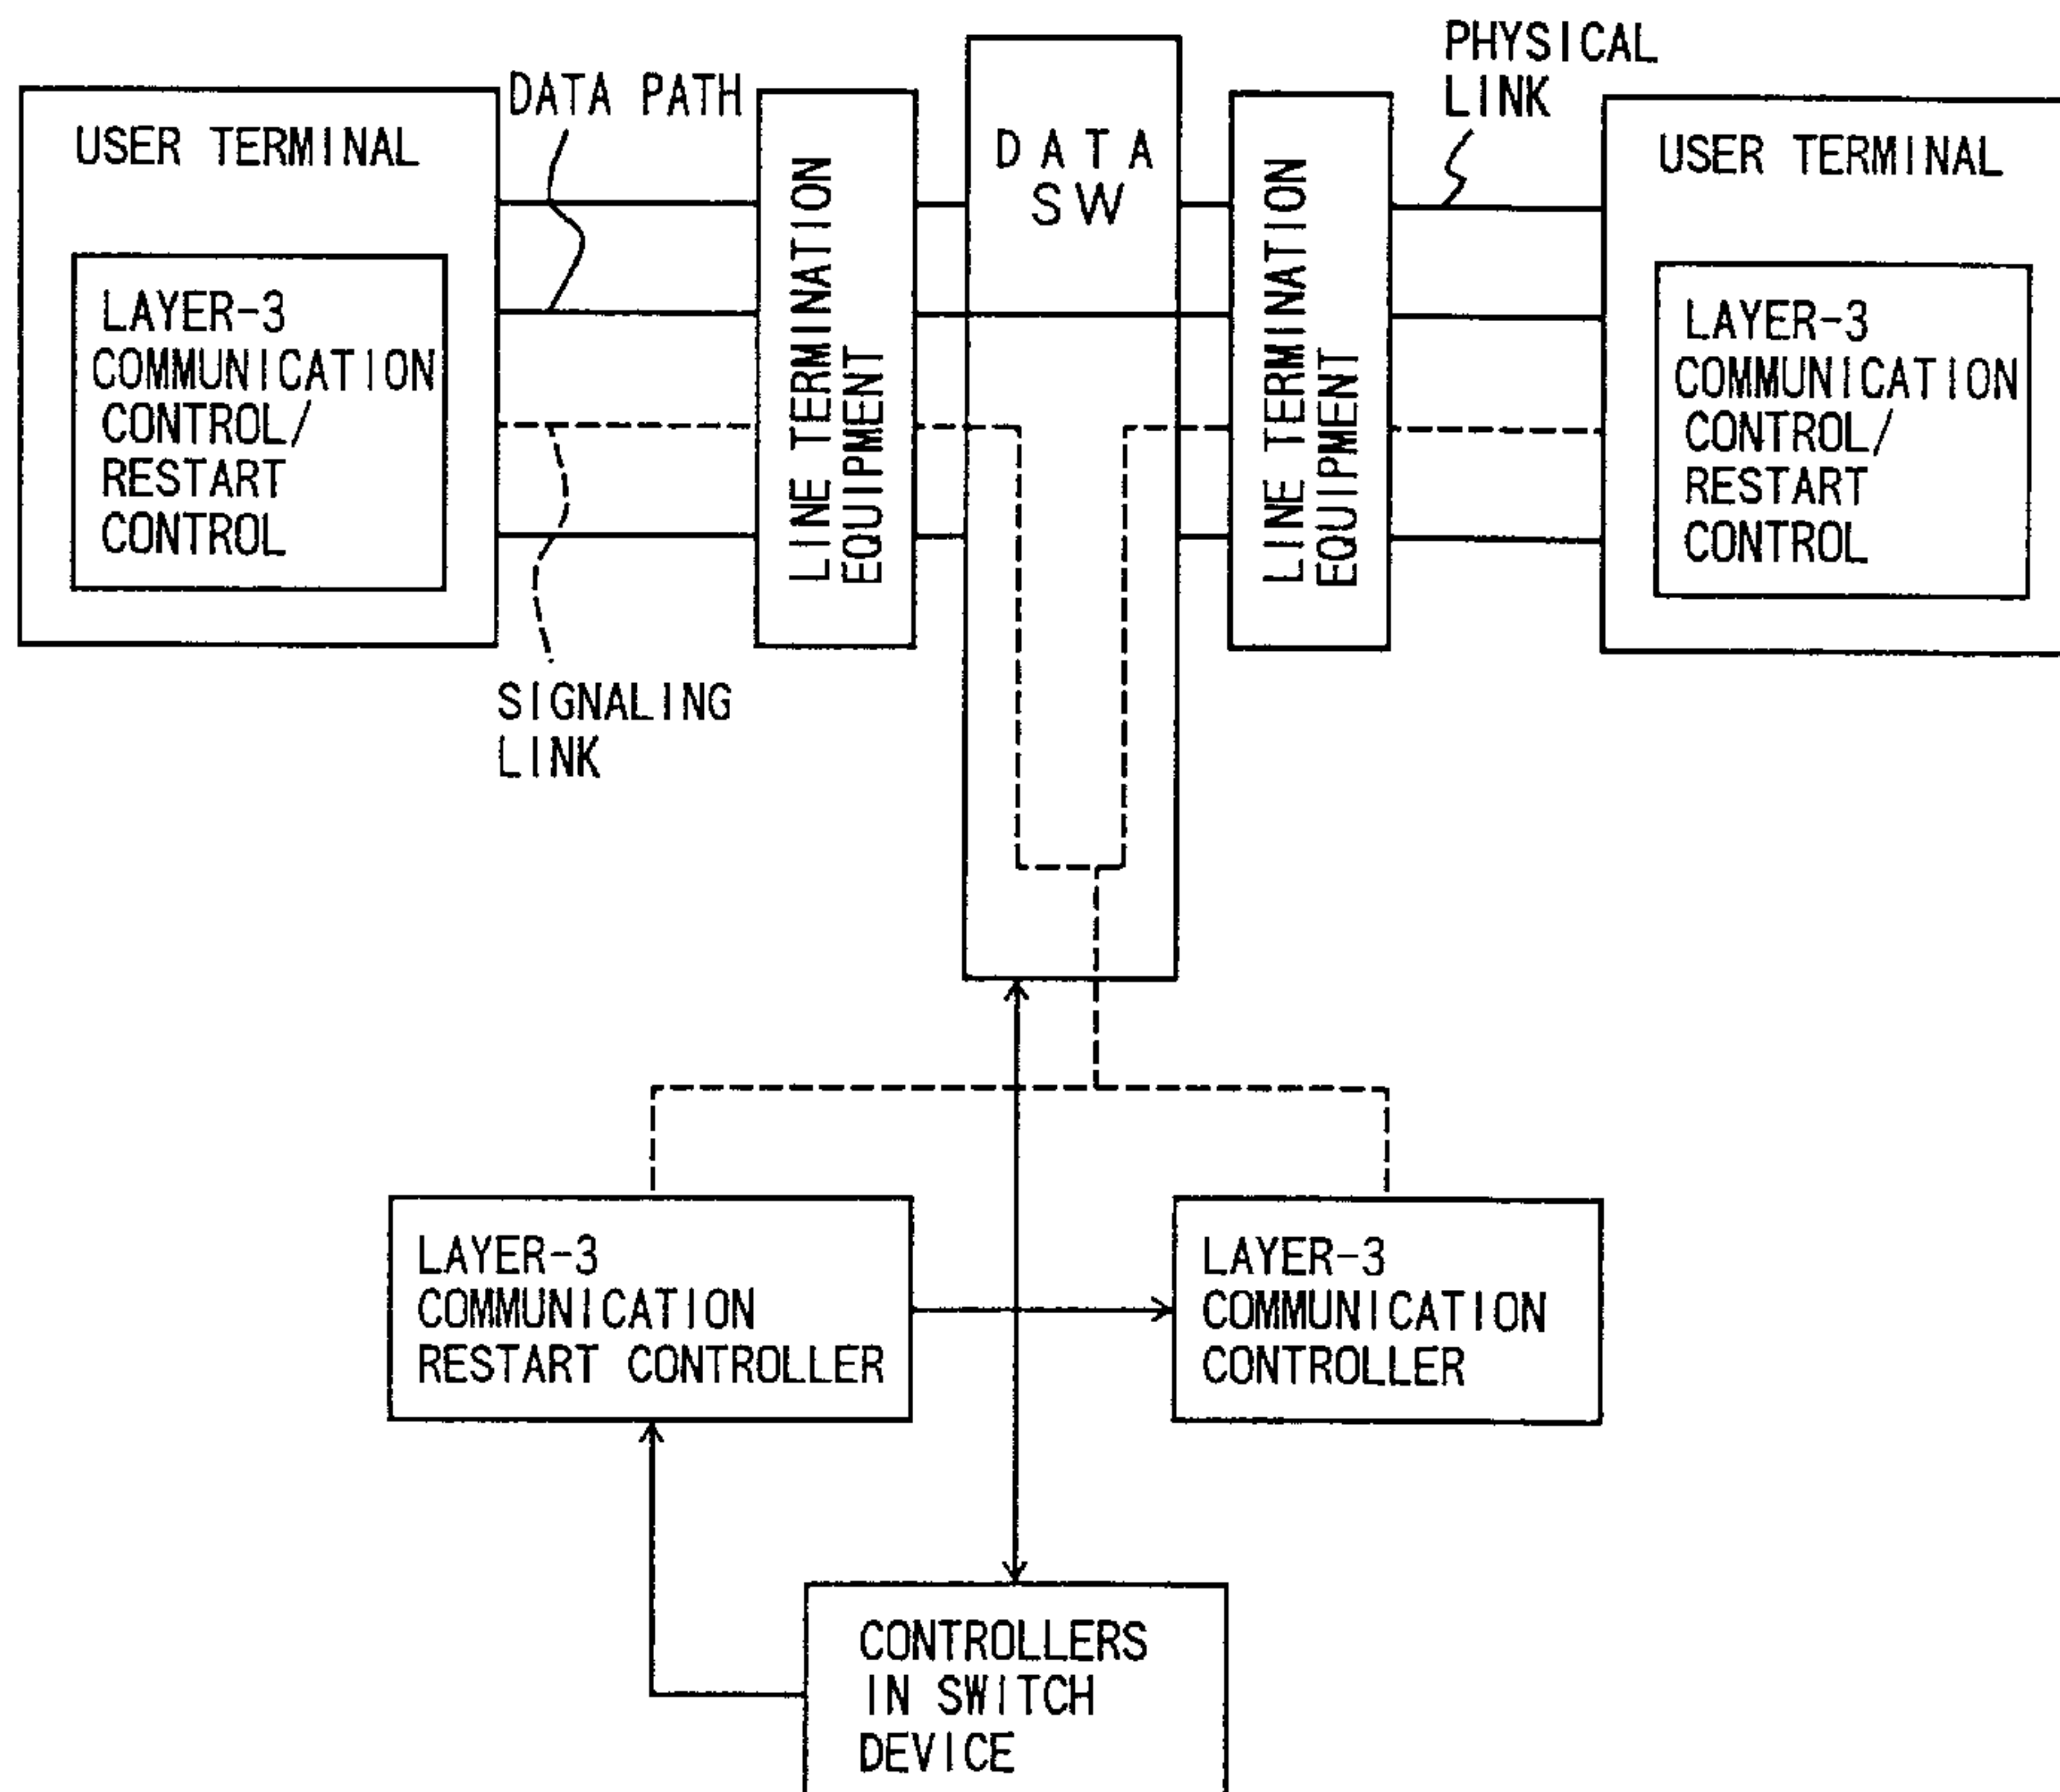 DATA PATH
PHYSICAL
LINK
USER TERMINAL
LAYER-3
COMMUNICATION
CONTROL/
RESTART
CONTROL
LINE TERMINATION
EQUIPMENT
DATA
SW
LINE TERMINATION
EQUIPMENT
USER TERMINAL
LAYER-3
COMMUNICATION
CONTROL/
RESTART
CONTROL
SIGNALING
LINK
LAYER-3
COMMUNICATION
RESTART CONTROLLER
LAYER-3
COMMUNICATION
CONTROLLER
CONTROLLERS
IN SWITCH
DEVICE